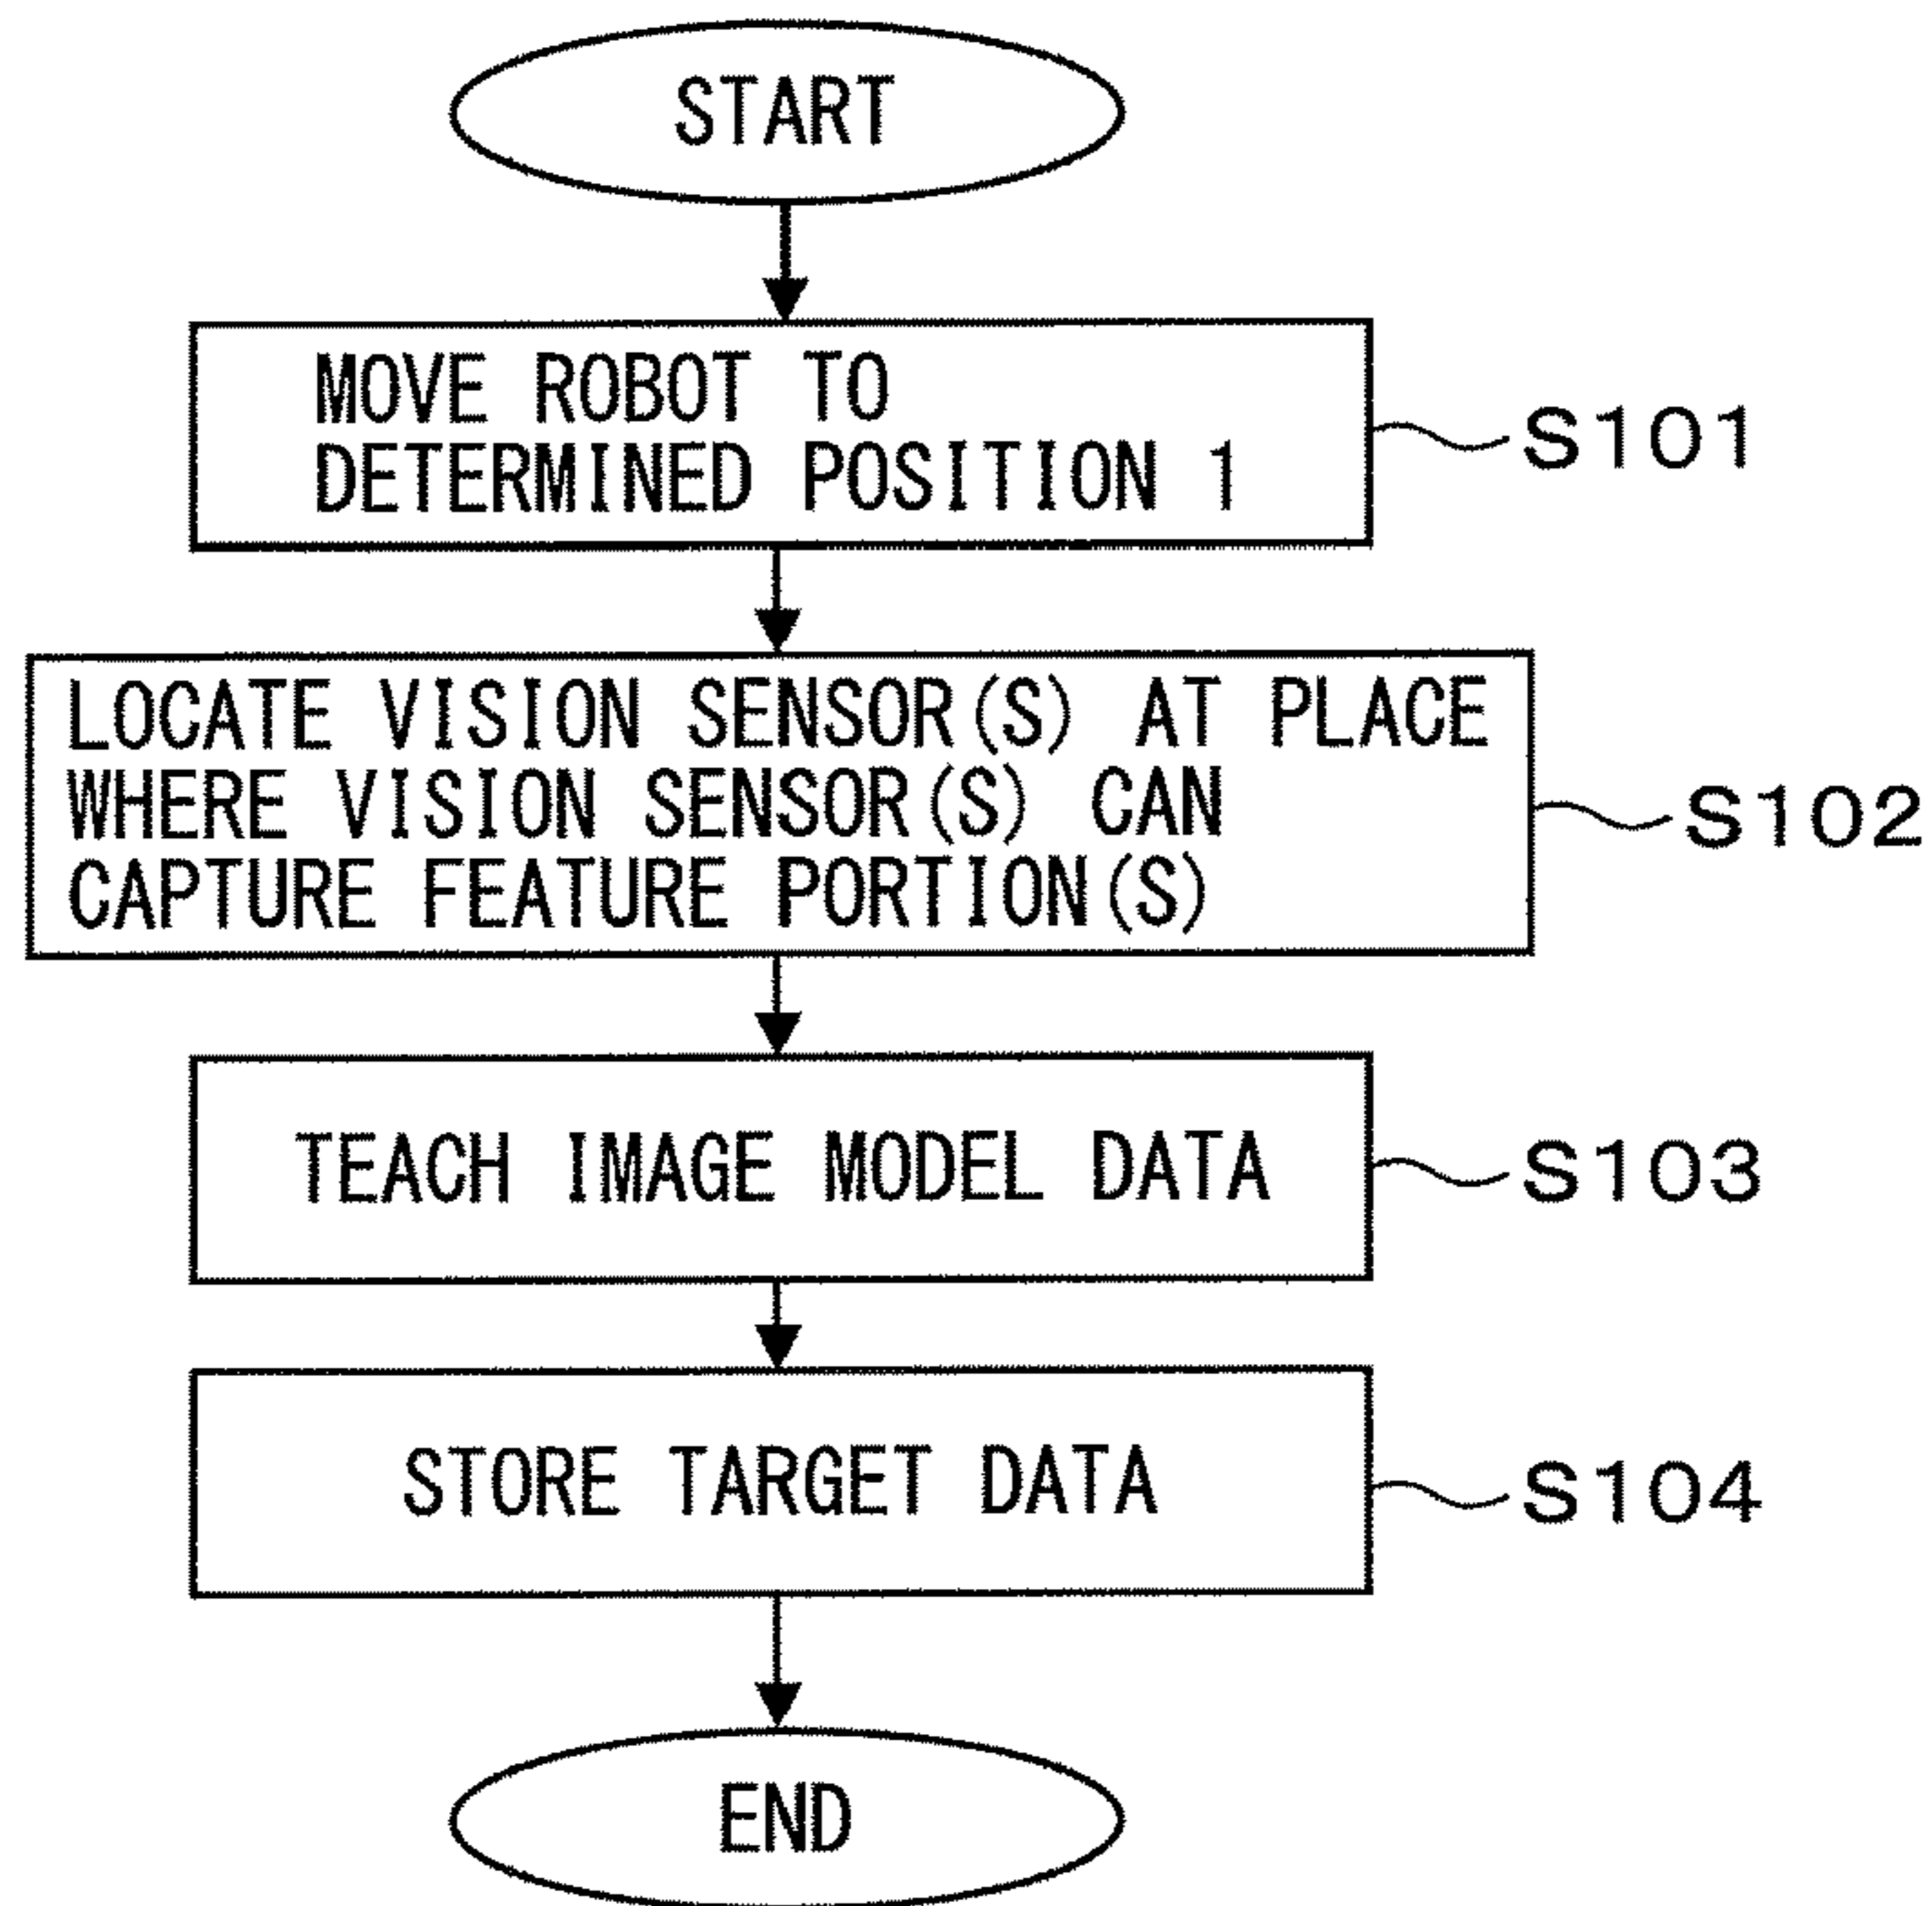 START
MOVE ROBOT TO
DETERMINED POSITION 1
S101
LOCATE VISION SENSOR(S) AT PLACE
WHERE VISION SENSOR(S) CAN
CAPTURE FEATURE PORTION(S)
S102
TEACH IMAGE MODEL DATA
S103
STORE TARGET DATA
S104
END